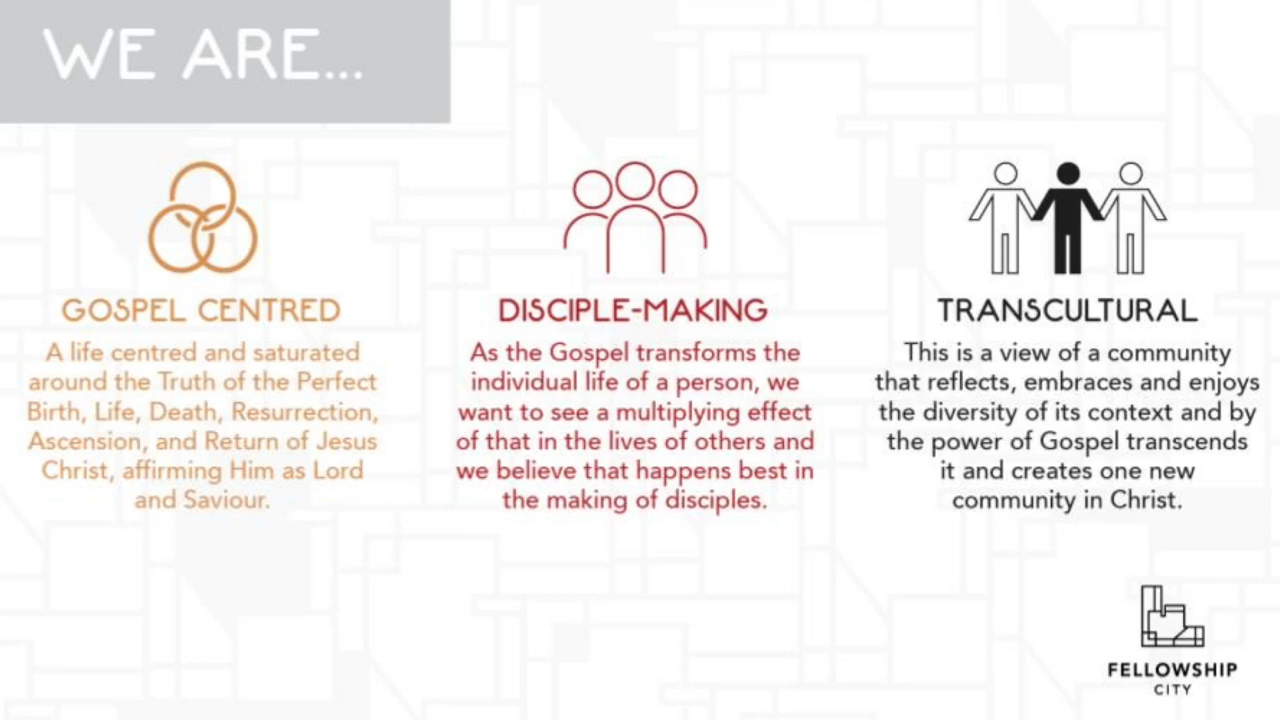 WE ARE...
GOSPEL CENTRED
A life centred and saturated
around the Truth of the Perfect
Birth, Life, Death, Resurrection,
Ascension, and Return of Jesus
Christ, affirming Him as Lord
and Saviour.
DISCIPLE-MAKING
As the Gospel transforms the
individual life of a person, we
want to see a multiplying effect
of that in the lives of others and
we believe that happens best in
the making of disciples.
TRANSCULTURAL
This is a view of a community
that reflects, embraces and enjoys
the diversity of its context and by
the power of Gospel transcends
it and creates one new
community in Christ.
FELLOWSHIP
CITY